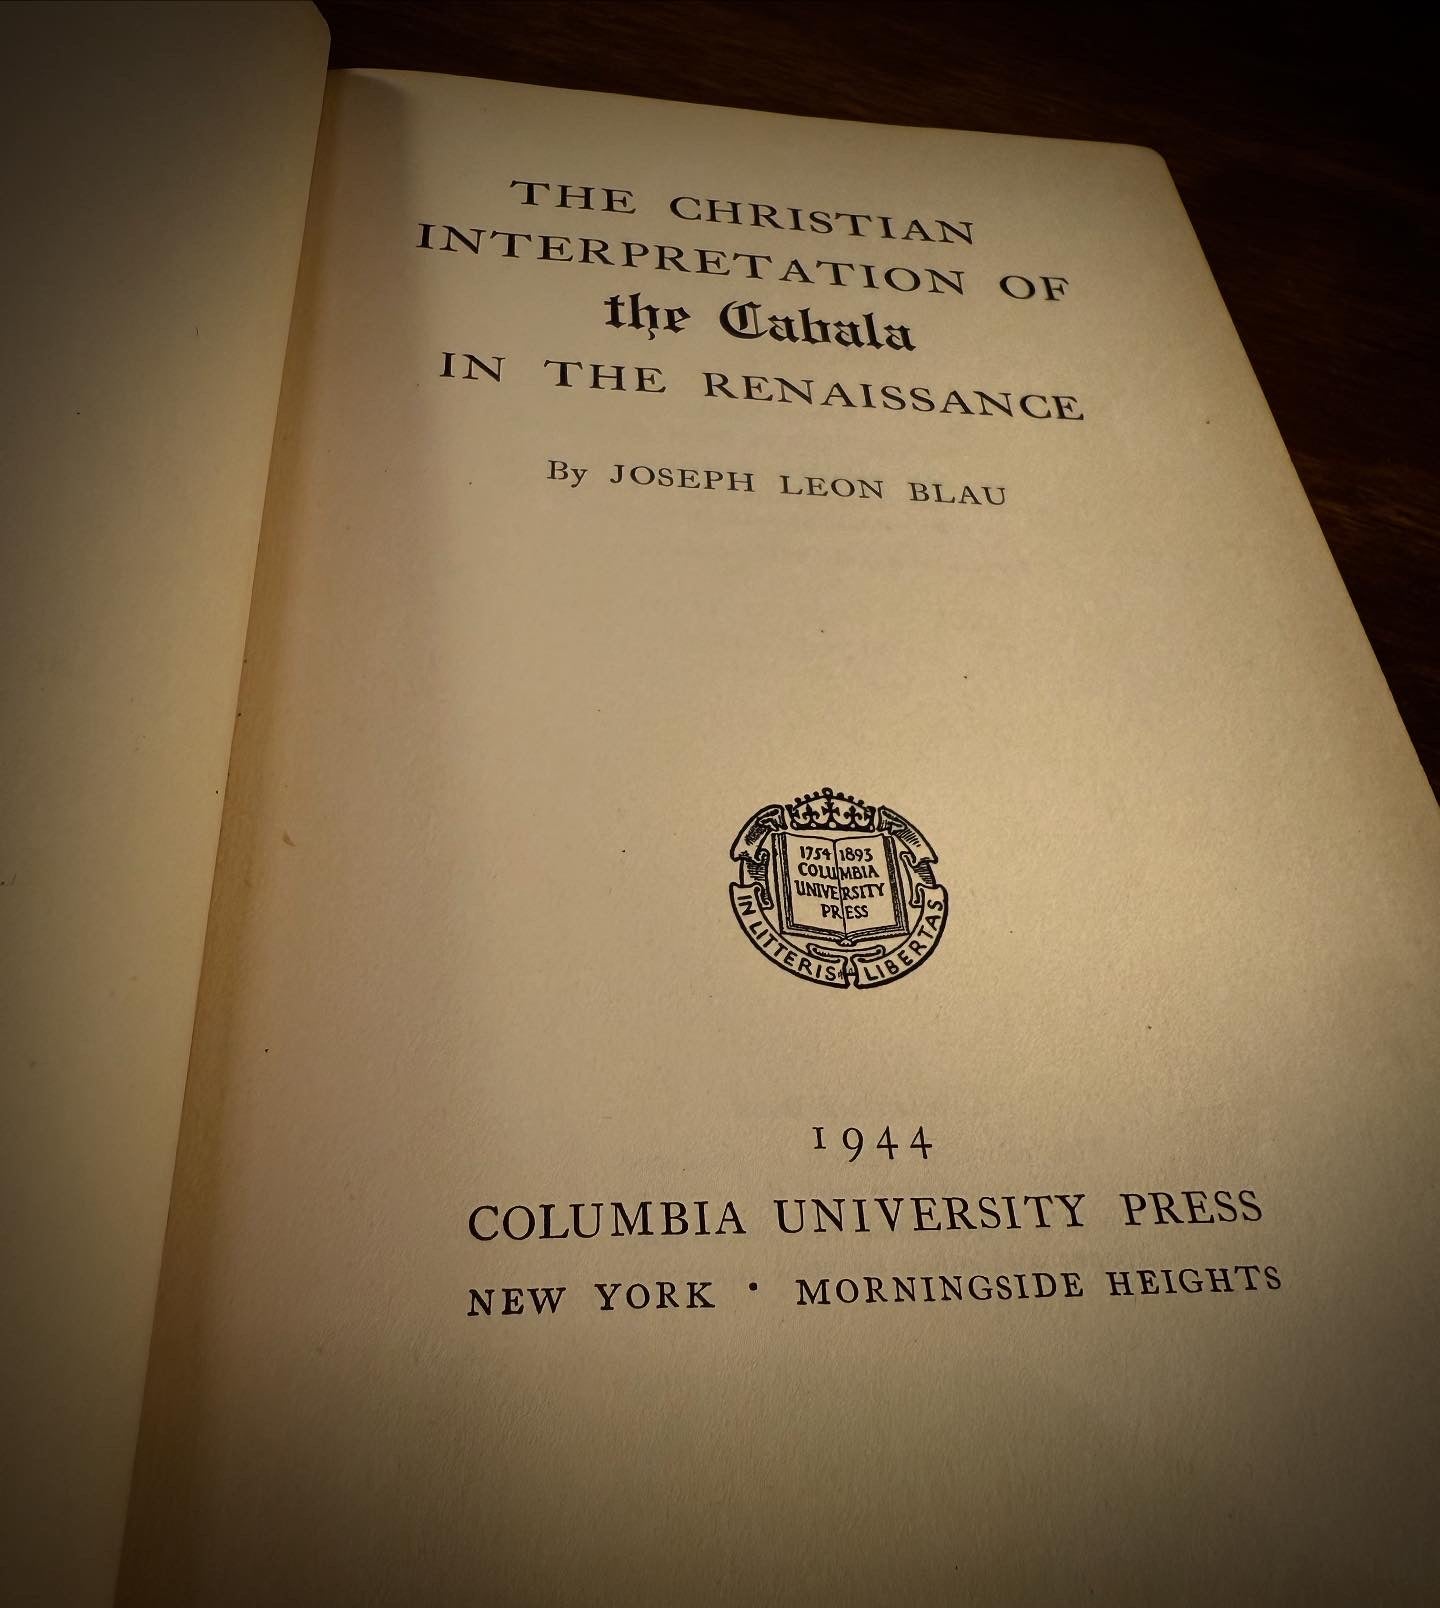 THE CHRISTIAN
INTERPRETATION OF
the Cabala
IN THE RENAISSANCE
By JOSEPH LEON BLAU
1754 1893
COLUMBIA
UNIVERSITY
PRESS
IN LITTERIS LIBERTAS
1944
COLUMBIA UNIVERSITY PRESS
NEW YORK · MORNINGSIDE HEIGHTS